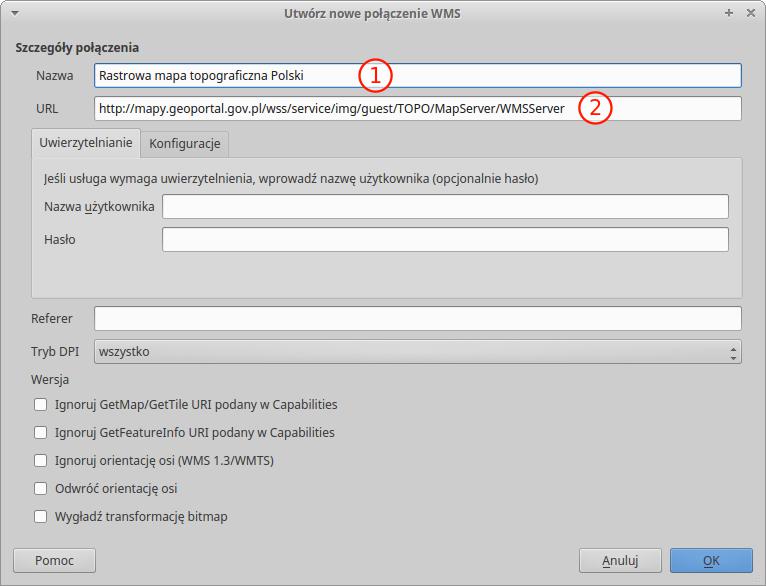 Utwórz nowe połączenie WMS
Szczegóły połączenia
Nazwa Rastrowa mapa topograficzna Polski 1
URL http://mapy.geoportal.gov.pl/wss/service/img/guest/TOPO/MapServer/WMSServer 2
Uwierzytelnianie Konfiguracje
Jeśli usługa wymaga uwierzytelnienia, wprowadź nazwę użytkownika (opcjonalnie hasło)
Nazwa użytkownika
Hasło
Referer
Tryb DPI wszystko
Wersja
Ignoruj GetMap/GetTile URI podany w Capabilities
Ignoruj GetFeatureInfo URI podany w Capabilities
Ignoruj orientację osi (WMS 1.3/WMTS)
Odwróć orientację osi
Wygładź transformację bitmap
Pomoc Anuluj OK